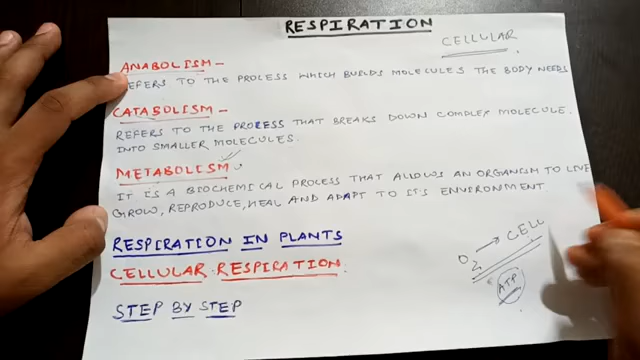 RESPIRATION
CELLULAR
ANABOLISM –
REFERS TO THE PROCESS WHICH BUILDS MOLECULES THE BODY NEEDS
CATABOLISM –
REFERS TO THE PROCESS THAT BREAKS DOWN COMPLEX MOLECULE.
INTO SMALLER MOLECULES.
METABOLISM
IT IS A BIOCHEMICAL PROCESS THAT ALLOWS AN ORGANISM TO LIVE
GROW, REPRODUCE, HEAL AND ADAPT TO ITS ENVIRONMENT.
RESPIRATION IN PLANTS
CELLULAR RESPIRATION.
STEP BY STEP
O2 → CELL
ATP